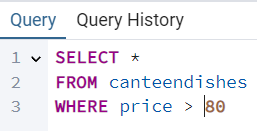 Query Query History
1 SELECT *
2 FROM canteendishes
3 WHERE price > 80